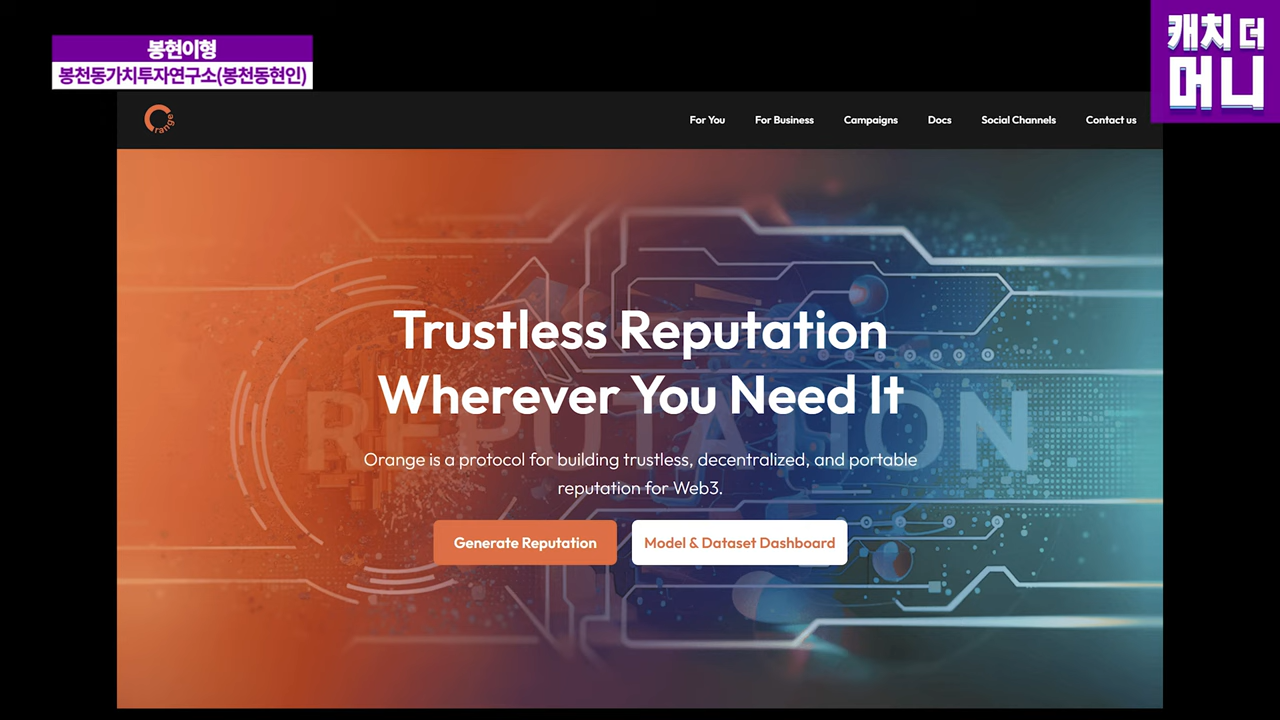 봉현이형
봉천동가치투자연구소(봉천동현인)
캐치 더
머니
Orange
For You
For Business
Campaigns
Docs
Social Channels
Contact us
REPUTATION
Trustless Reputation
Wherever You Need It
Orange is a protocol for building trustless, decentralized, and portable
reputation for Web3.
Generate Reputation
Model & Dataset Dashboard